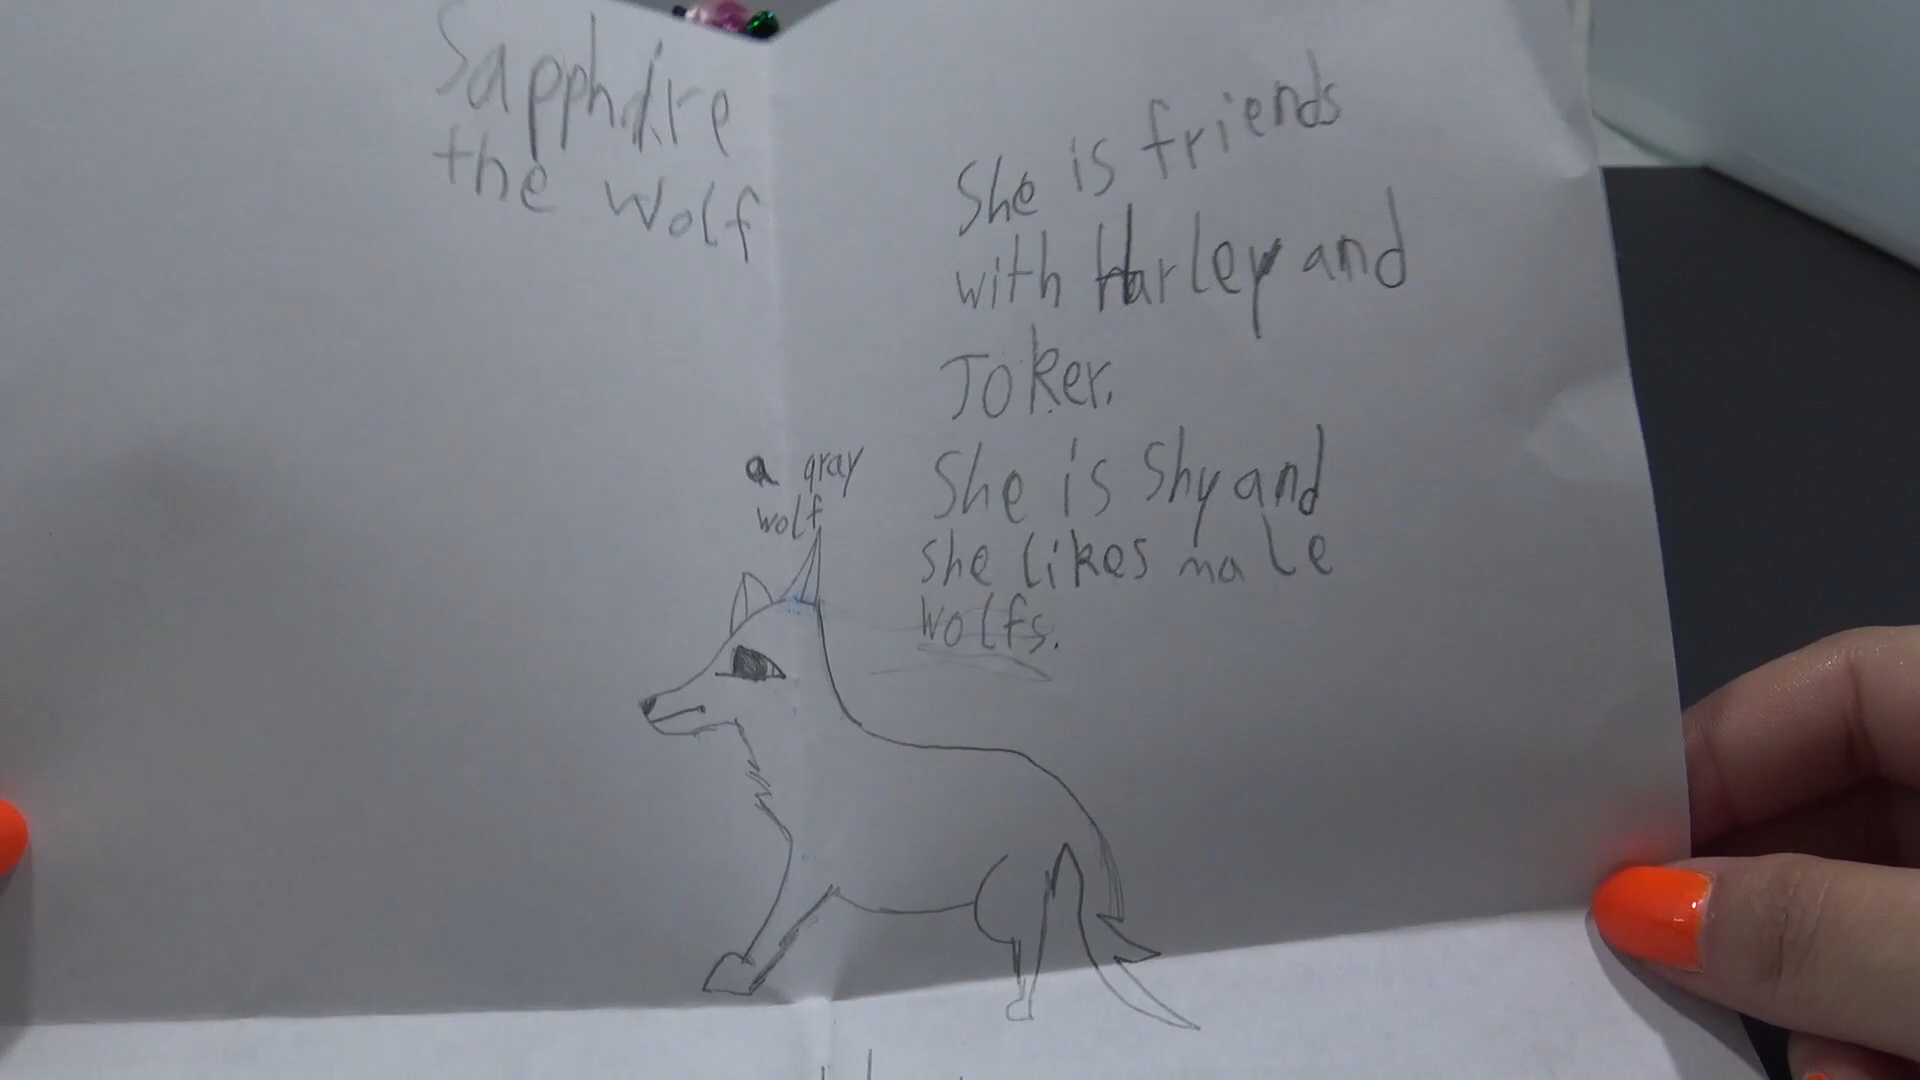 Sapphire
the wolf
She is friends
with Harley and
Joker.
She is Shy and
she likes male
wolfs.
a gray
wolf